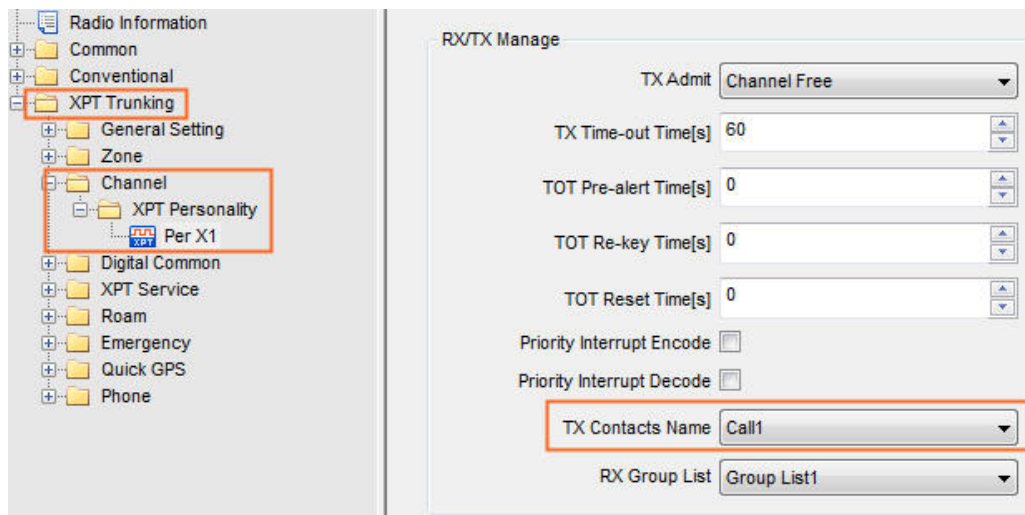 Radio Information
Common
Conventional
XPT Trunking
General Setting
Zone
Channel
XPT Personality
XPT
Per X1
Digital Common
XPT Service
Roam
Emergency
Quick GPS
Phone
RX/TX Manage
TX Admit Channel Free
TX Time-out Time[s] 60
TOT Pre-alert Time[s] 0
TOT Re-key Time[s] 0
TOT Reset Time[s] 0
Priority Interrupt Encode
Priority Interrupt Decode
TX Contacts Name Call1
RX Group List Group List1